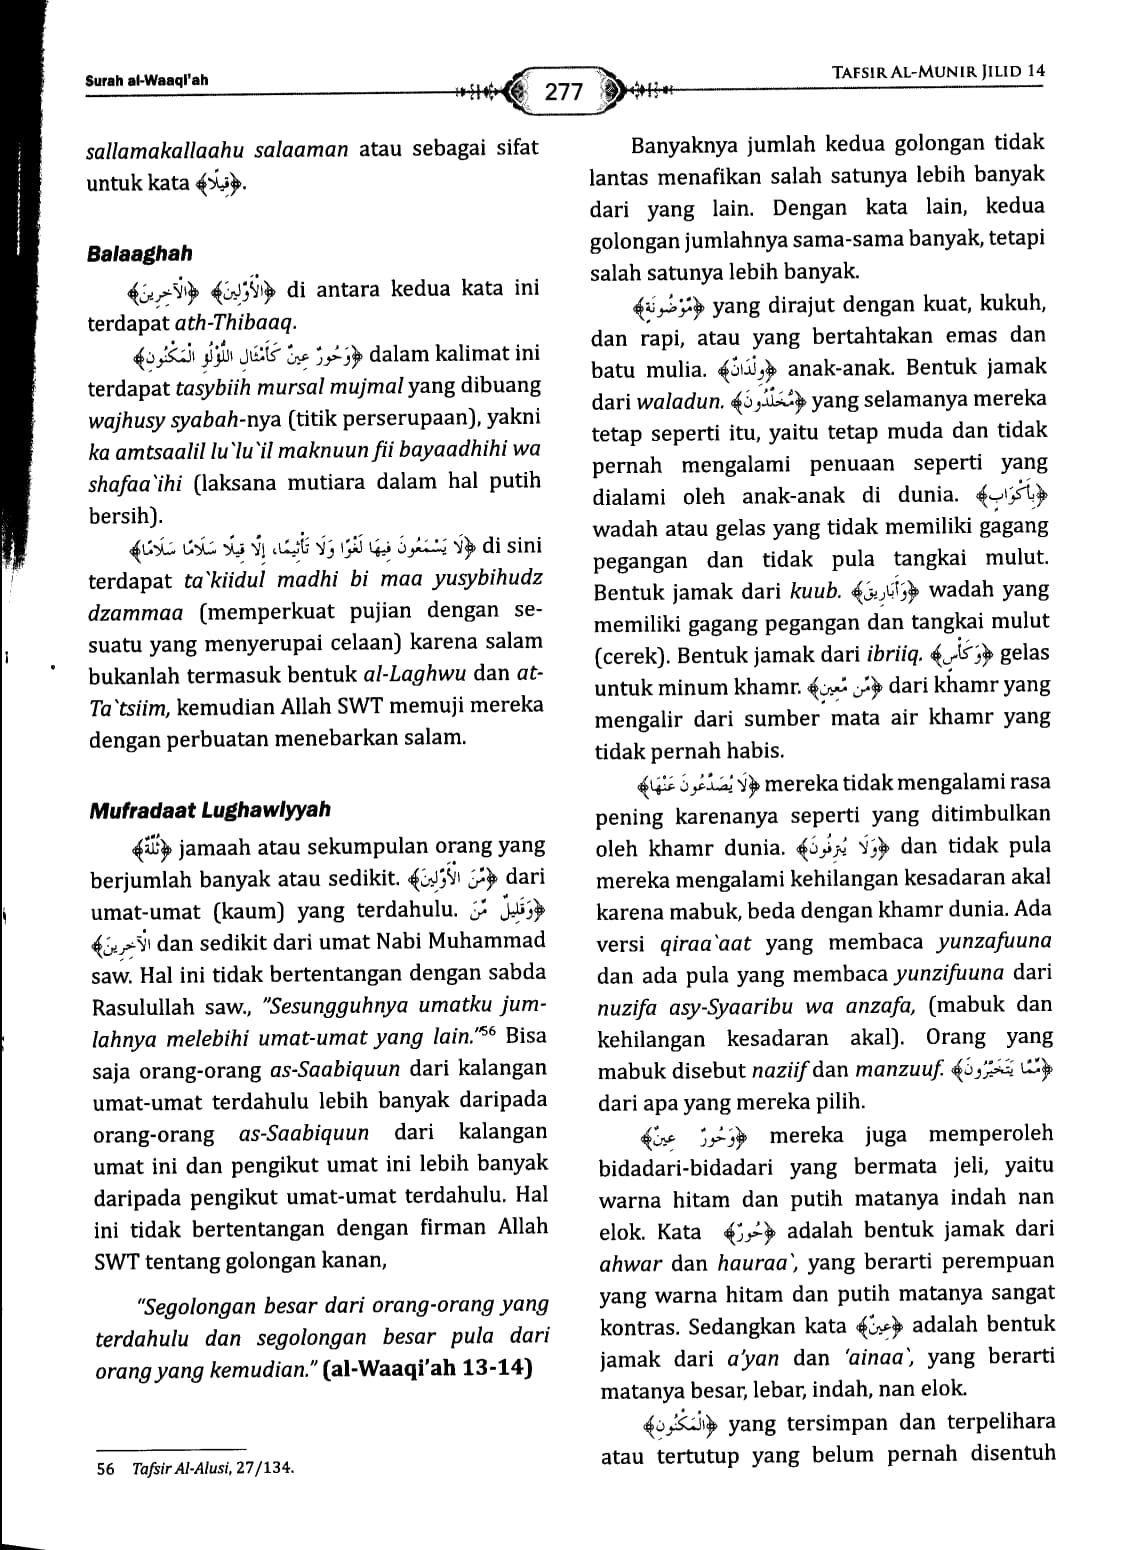 Surah al-Waaqi'ah
277
TAFSIR AL-MUNIR JILID 14
sallamakallaahu salaaman atau sebagai sifat
untuk kata ﴿قِيلًا﴾.
Balaaghah
﴿الْأَوَّلِينَ﴾ ﴿الْآخِرِينَ﴾ di antara kedua kata ini
terdapat ath-Thibaaq.
﴿وَحُورٌ عِينٌ كَأَمْثَالِ اللُّؤْلُؤِ الْمَكْنُونِ﴾ dalam kalimat ini
terdapat tasybiih mursal mujmal yang dibuang
wajhusy syabah-nya (titik perserupaan), yakni
ka amtsaalil lu`lu`il maknuun fii bayaadhihi wa
shafaa`ihi (laksana mutiara dalam hal putih
bersih).
﴿لَا يَسْمَعُونَ فِيهَا لَغْوًا وَلَا تَأْثِيمًا، إِلَّا قِيلًا سَلَامًا سَلَامًا﴾ di sini
terdapat ta`kiidul madhi bi maa yusybihudz
dzammaa (memperkuat pujian dengan se-
suatu yang menyerupai celaan) karena salam
bukanlah termasuk bentuk al-Laghwu dan at-
Ta`tsiim, kemudian Allah SWT memuji mereka
dengan perbuatan menebarkan salam.
Mufradaat Lughawiyyah
﴿ثُلَّةٌ﴾ jamaah atau sekumpulan orang yang
berjumlah banyak atau sedikit. ﴿مِّنَ الْأَوَّلِينَ﴾ dari
umat-umat (kaum) yang terdahulu. ﴿وَقَلِيلٌ مِّنَ
الْآخِرِينَ﴾ dan sedikit dari umat Nabi Muhammad
saw. Hal ini tidak bertentangan dengan sabda
Rasulullah saw., "Sesungguhnya umatku jum-
lahnya melebihi umat-umat yang lain."56 Bisa
saja orang-orang as-Saabiquun dari kalangan
umat-umat terdahulu lebih banyak daripada
orang-orang as-Saabiquun dari kalangan
umat ini dan pengikut umat ini lebih banyak
daripada pengikut umat-umat terdahulu. Hal
ini tidak bertentangan dengan firman Allah
SWT tentang golongan kanan,
"Segolongan besar dari orang-orang yang
terdahulu dan segolongan besar pula dari
orang yang kemudian." (al-Waaqi'ah 13-14)
56 Tafsir Al-Alusi, 27/134.
Banyaknya jumlah kedua golongan tidak
lantas menafikan salah satunya lebih banyak
dari yang lain. Dengan kata lain, kedua
golongan jumlahnya sama-sama banyak, tetapi
salah satunya lebih banyak.
﴿مَّوْضُونَةٍ﴾ yang dirajut dengan kuat, kukuh,
dan rapi, atau yang bertahtakan emas dan
batu mulia. ﴿وِلْدَانٌ﴾ anak-anak. Bentuk jamak
dari waladun. ﴿مُّخَلَّدُونَ﴾ yang selamanya mereka
tetap seperti itu, yaitu tetap muda dan tidak
pernah mengalami penuaan seperti yang
dialami oleh anak-anak di dunia. ﴿بِأَكْوَابٍ﴾
wadah atau gelas yang tidak memiliki gagang
pegangan dan tidak pula tangkai mulut.
Bentuk jamak dari kuub. ﴿وَأَبَارِيقَ﴾ wadah yang
memiliki gagang pegangan dan tangkai mulut
(cerek). Bentuk jamak dari ibriiq. ﴿وَكَأْسٍ﴾ gelas
untuk minum khamr. ﴿مِّن مَّعِينٍ﴾ dari khamr yang
mengalir dari sumber mata air khamr yang
tidak pernah habis.
﴿لَا يُصَدَّعُونَ عَنْهَا﴾ mereka tidak mengalami rasa
pening karenanya seperti yang ditimbulkan
oleh khamr dunia. ﴿وَلَا يُنزِفُونَ﴾ dan tidak pula
mereka mengalami kehilangan kesadaran akal
karena mabuk, beda dengan khamr dunia. Ada
versi qiraa`aat yang membaca yunzafuuna
dan ada pula yang membaca yunzifuuna dari
nuzifa asy-Syaaribu wa anzafa, (mabuk dan
kehilangan kesadaran akal). Orang yang
mabuk disebut naziif dan manzuuf. ﴿مِّمَّا يَتَخَيَّرُونَ﴾
dari apa yang mereka pilih.
﴿وَحُورٌ عِينٌ﴾ mereka juga memperoleh
bidadari-bidadari yang bermata jeli, yaitu
warna hitam dan putih matanya indah nan
elok. Kata ﴿حُورٌ﴾ adalah bentuk jamak dari
ahwar dan hauraa`, yang berarti perempuan
yang warna hitam dan putih matanya sangat
kontras. Sedangkan kata ﴿عِينٌ﴾ adalah bentuk
jamak dari a'yan dan 'ainaa`, yang berarti
matanya besar, lebar, indah, nan elok.
﴿الْمَكْنُونِ﴾ yang tersimpan dan terpelihara
atau tertutup yang belum pernah disentuh